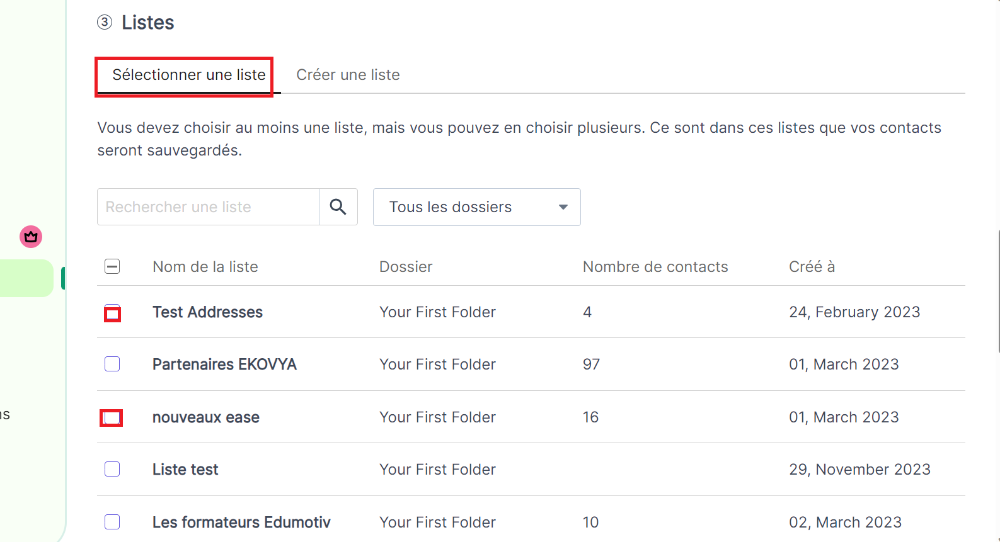 3 Listes
Sélectionner une liste Créer une liste
Vous devez choisir au moins une liste, mais vous pouvez en choisir plusieurs. Ce sont dans ces listes que vos contacts
seront sauvegardés.
Rechercher une liste Tous les dossiers
Nom de la liste Dossier Nombre de contacts Créé à
Test Addresses Your First Folder 4 24, February 2023
Partenaires EKOVYA Your First Folder 97 01, March 2023
ns
nouveaux ease Your First Folder 16 01, March 2023
Liste test Your First Folder 29, November 2023
Les formateurs Edumotiv Your First Folder 10 02, March 2023